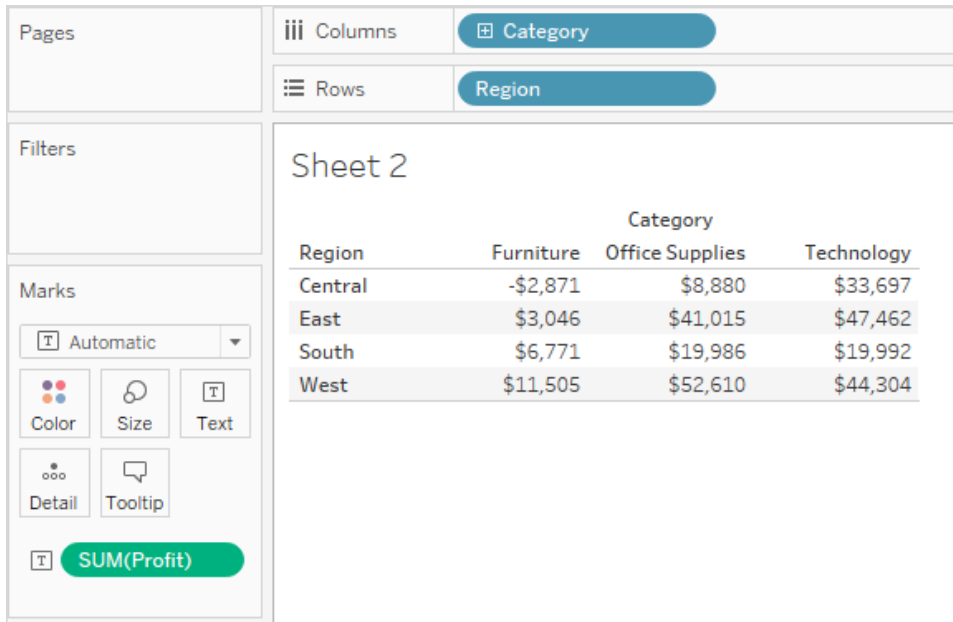 Pages
Columns
Category
Rows
Region
Filters
Marks
T Automatic
Color Size T Text
Detail Tooltip
T SUM(Profit)
Sheet 2
Category
Region Furniture Office Supplies Technology
Central -$2,871 $8,880 $33,697
East $3,046 $41,015 $47,462
South $6,771 $19,986 $19,992
West $11,505 $52,610 $44,304